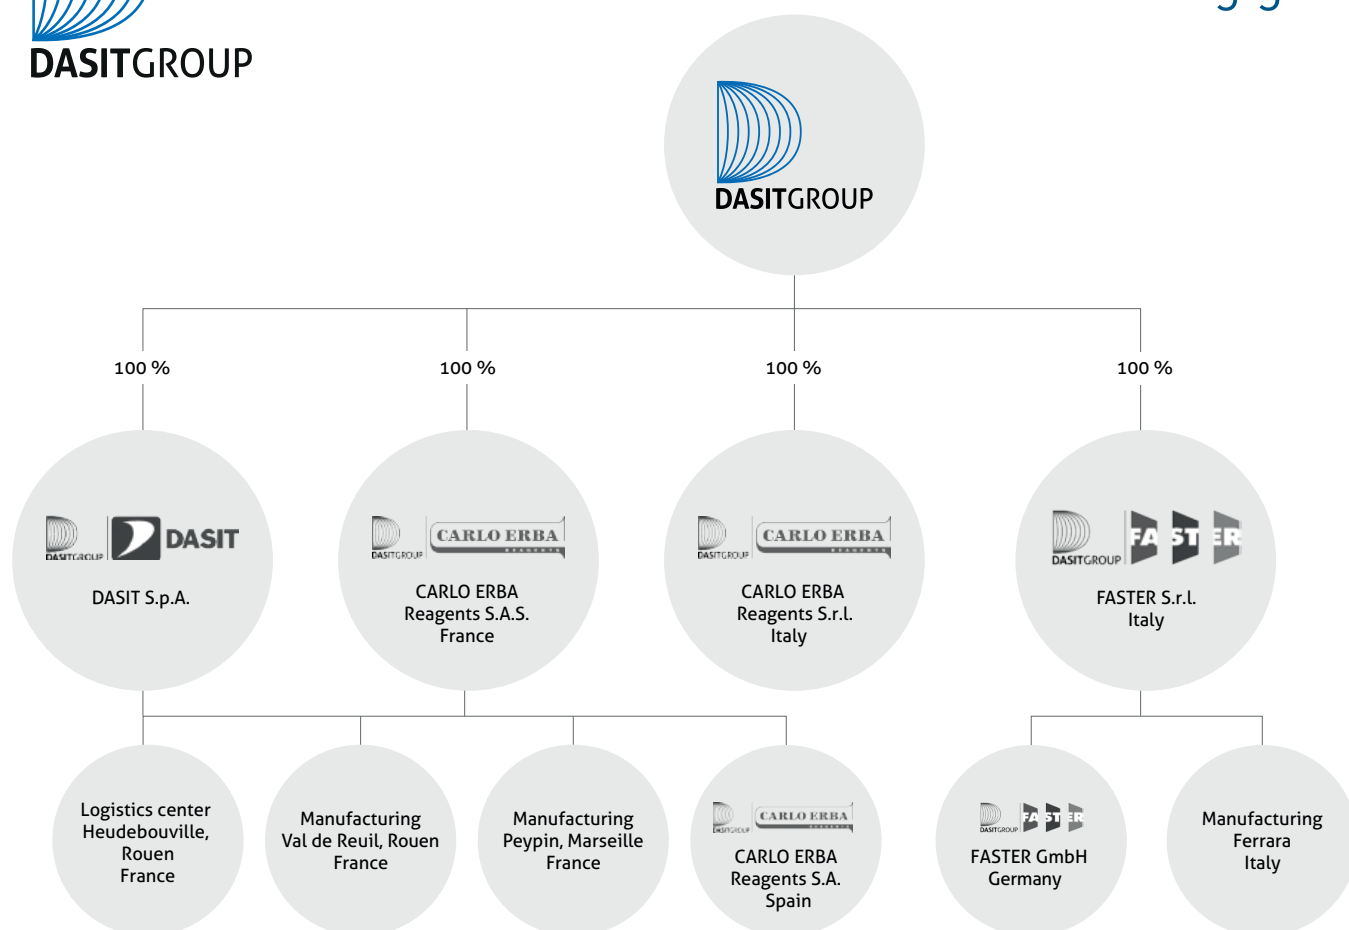 DASITGROUP
DASITGROUP
100 %
100 %
100 %
100 %
DASITGROUP
DASIT
DASIT S.p.A.
DASITGROUP
CARLO ERBA
REAGENTS
CARLO ERBA
Reagents S.A.S.
France
DASITGROUP
CARLO ERBA
REAGENTS
CARLO ERBA
Reagents S.r.l.
Italy
DASITGROUP
FASTER
FASTER S.r.l.
Italy
Logistics center
Heudebouville,
Rouen
France
Manufacturing
Val de Reuil, Rouen
France
Manufacturing
Peypin, Marseille
France
DASITGROUP
CARLO ERBA
REAGENTS
CARLO ERBA
Reagents S.A.
Spain
DASITGROUP
FASTER
FASTER GmbH
Germany
Manufacturing
Ferrara
Italy